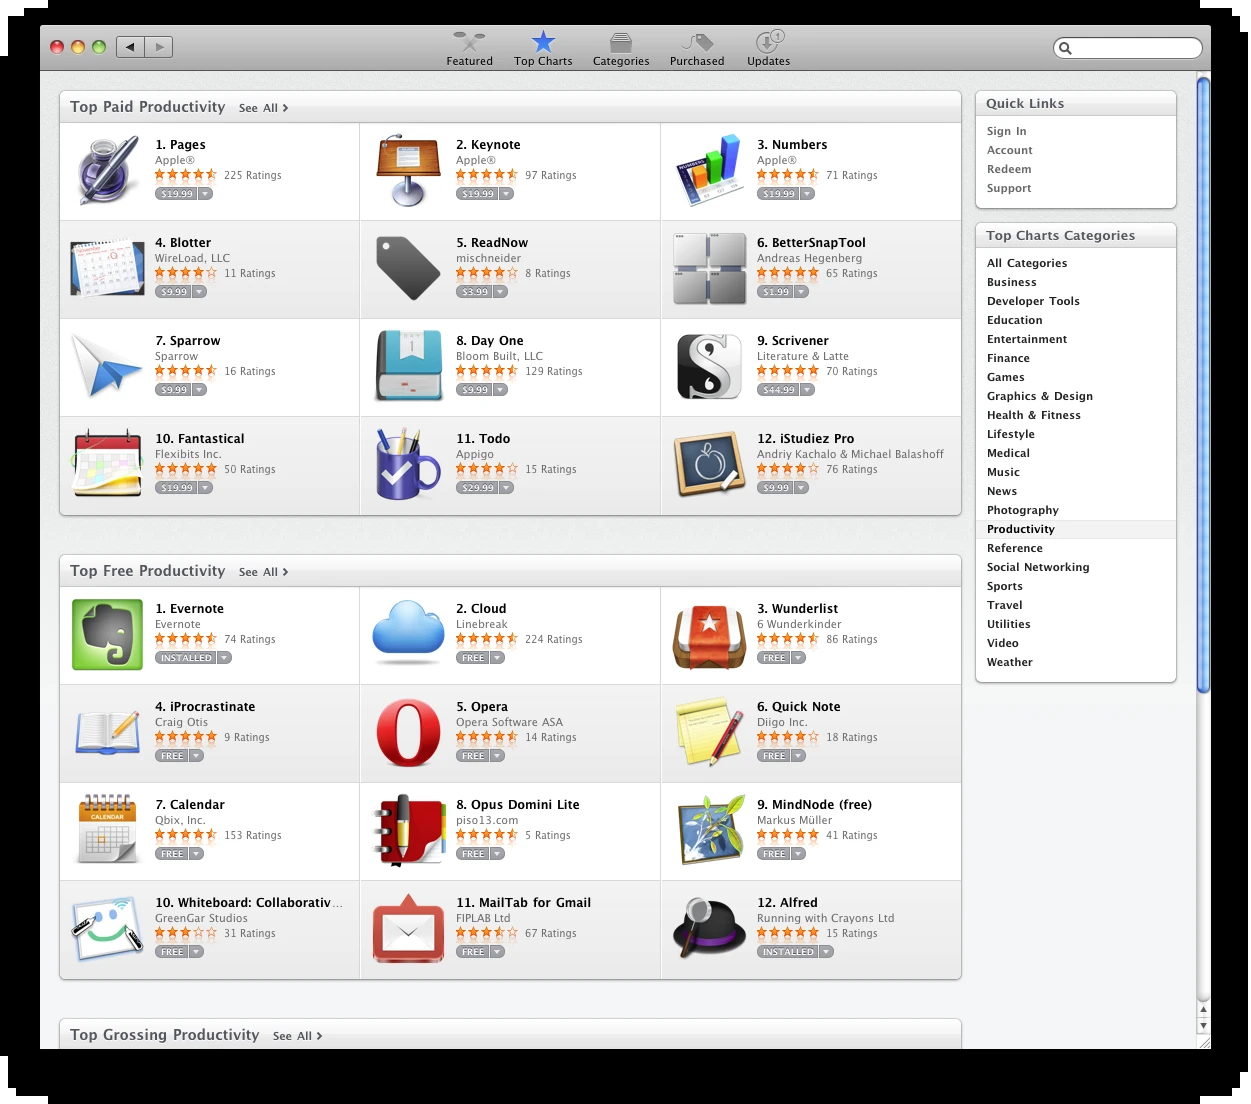 Featured
Top Charts
Categories
Purchased
Updates
1
Top Paid Productivity See All >
1. Pages
Apple®
225 Ratings
$19.99
2. Keynote
Apple®
97 Ratings
$19.99
3. Numbers
Apple®
71 Ratings
$19.99
4. Blotter
WireLoad, LLC
11 Ratings
$9.99
5. ReadNow
mischneider
8 Ratings
$3.99
6. BetterSnapTool
Andreas Hegenberg
65 Ratings
$1.99
7. Sparrow
Sparrow
16 Ratings
$9.99
8. Day One
Bloom Built, LLC
129 Ratings
$9.99
9. Scrivener
Literature & Latte
70 Ratings
$44.99
10. Fantastical
Flexibits Inc.
50 Ratings
$19.99
11. Todo
Appigo
15 Ratings
$29.99
12. iStudiez Pro
Andriy Kachalo & Michael Balashoff
76 Ratings
$9.99
Top Free Productivity See All >
1. Evernote
Evernote
74 Ratings
INSTALLED
2. Cloud
Linebreak
224 Ratings
FREE
3. Wunderlist
6 Wunderkinder
86 Ratings
FREE
4. iProcrastinate
Craig Otis
9 Ratings
FREE
5. Opera
Opera Software ASA
14 Ratings
FREE
6. Quick Note
Diigo Inc.
18 Ratings
FREE
7. Calendar
Qbix, Inc.
153 Ratings
FREE
CALENDAR
8. Opus Domini Lite
piso13.com
5 Ratings
FREE
9. MindNode (free)
Markus Müller
41 Ratings
FREE
10. Whiteboard: Collaborativ...
GreenGar Studios
31 Ratings
FREE
11. MailTab for Gmail
FIPLAB Ltd
67 Ratings
FREE
12. Alfred
Running with Crayons Ltd
15 Ratings
INSTALLED
Top Grossing Productivity See All >
Quick Links
Sign In
Account
Redeem
Support
Top Charts Categories
All Categories
Business
Developer Tools
Education
Entertainment
Finance
Games
Graphics & Design
Health & Fitness
Lifestyle
Medical
Music
News
Photography
Productivity
Reference
Social Networking
Sports
Travel
Utilities
Video
Weather